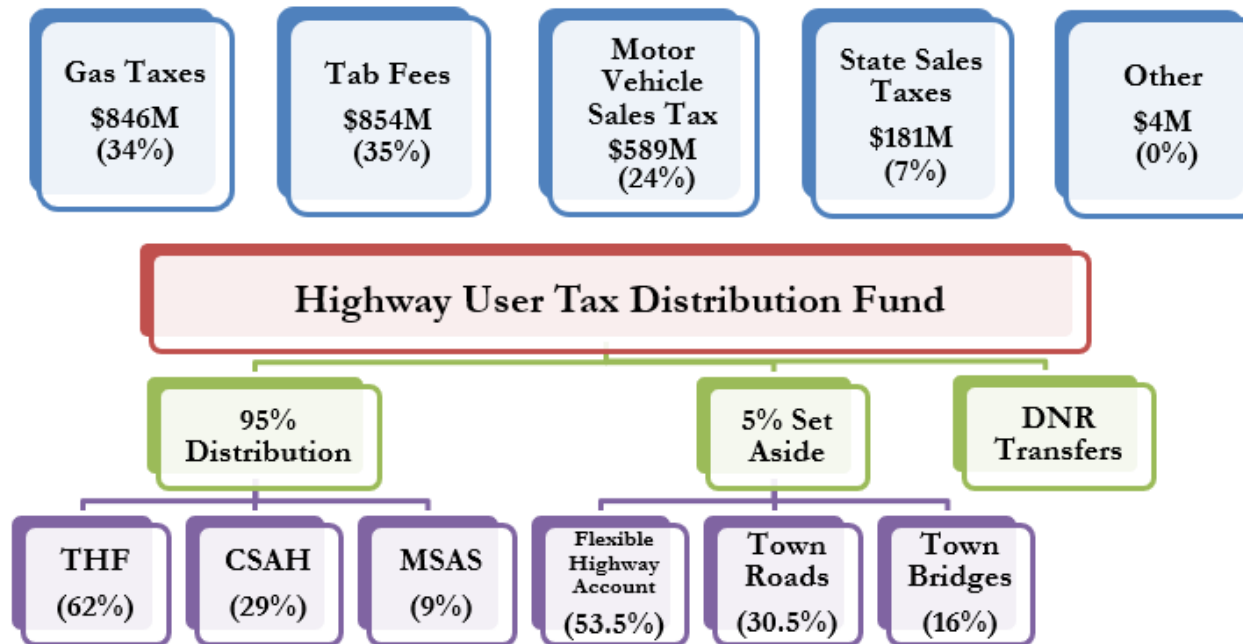 Gas Taxes
$846M
(34%)
Tab Fees
$854M
(35%)
Motor
Vehicle
Sales Tax
$589M
(24%)
State Sales
Taxes
$181M
(7%)
Other
$4M
(0%)
Highway User Tax Distribution Fund
95%
Distribution
5% Set
Aside
DNR
Transfers
THF
(62%)
CSAH
(29%)
MSAS
(9%)
Flexible
Highway
Account
(53.5%)
Town
Roads
(30.5%)
Town
Bridges
(16%)